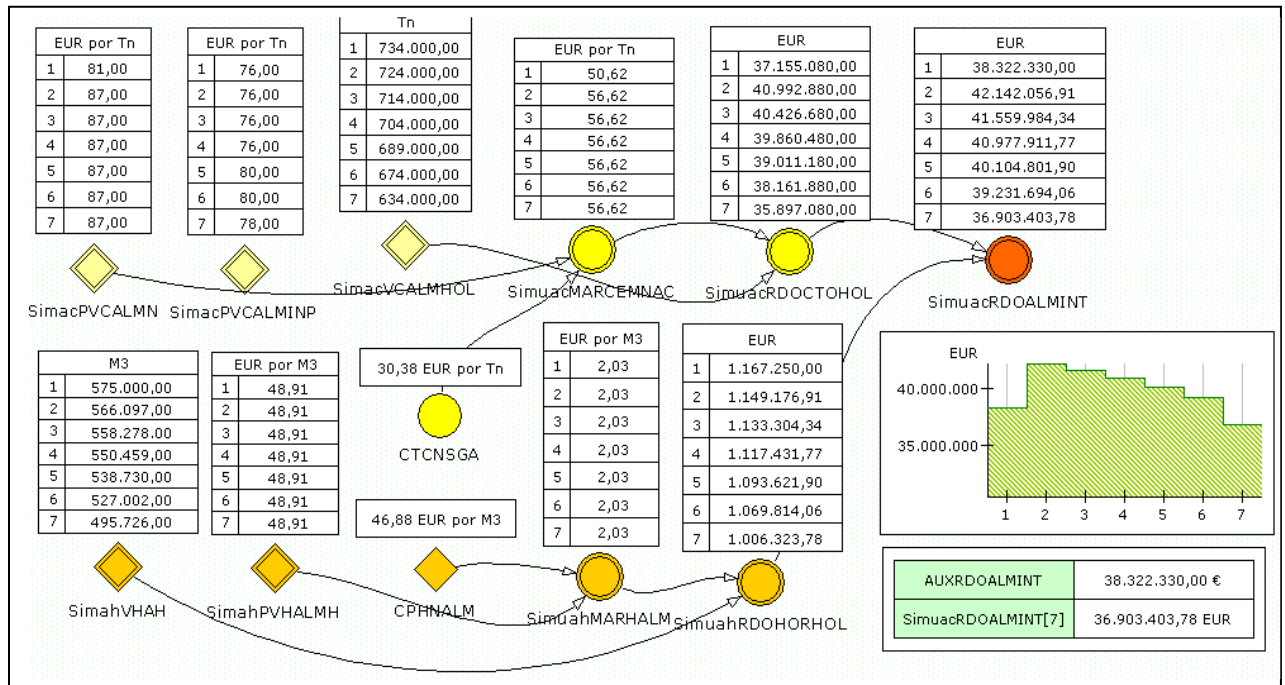 EUR por Tn
1 81,00
2 87,00
3 87,00
4 87,00
5 87,00
6 87,00
7 87,00
SimacPVCALMN
EUR por Tn
1 76,00
2 76,00
3 76,00
4 76,00
5 80,00
6 80,00
7 78,00
SimacPVCALMINP
Tn
1 734.000,00
2 724.000,00
3 714.000,00
4 704.000,00
5 689.000,00
6 674.000,00
7 634.000,00
SimacVCALMHOL
EUR por Tn
1 50,62
2 56,62
3 56,62
4 56,62
5 56,62
6 56,62
7 56,62
SimuacMARCEMNAC
EUR
1 37.155.080,00
2 40.992.880,00
3 40.426.680,00
4 39.860.480,00
5 39.011.180,00
6 38.161.880,00
7 35.897.080,00
SimuacRDOCTOHOL
EUR
1 38.322.330,00
2 42.142.056,91
3 41.559.984,34
4 40.977.911,77
5 40.104.801,90
6 39.231.694,06
7 36.903.403,78
SimuacRDOALMINT
M3
1 575.000,00
2 566.097,00
3 558.278.00
4 550.459,00
5 538.730,00
6 527.002,00
7 495.726,00
SimahVHAH
EUR por M3
1 48,91
2 48,91
3 48,91
4 48,91
5 48,91
6 48,91
7 48,91
SimahPVHALMH
30,38 EUR por Tn
CTCNSGA
46,88 EUR por M3
CPHNALM
EUR por M3
1 2,03
2 2,03
3 2,03
4 2,03
5 2,03
6 2,03
7 2,03
SimuahMARHALM
EUR
1 1.167.250,00
2 1.149.176,91
3 1.133.304,34
4 1.117.431,77
5 1.093.621,90
6 1.069.814,06
7 1.006.323,78
SimuahRDOHORHOL
EUR
40.000.000
35.000.000
1 2 3 4 5 6 7
AUXRDOALMINT 38.322.330,00 €
SimuacRDOALMINT[7] 36.903.403,78 EUR